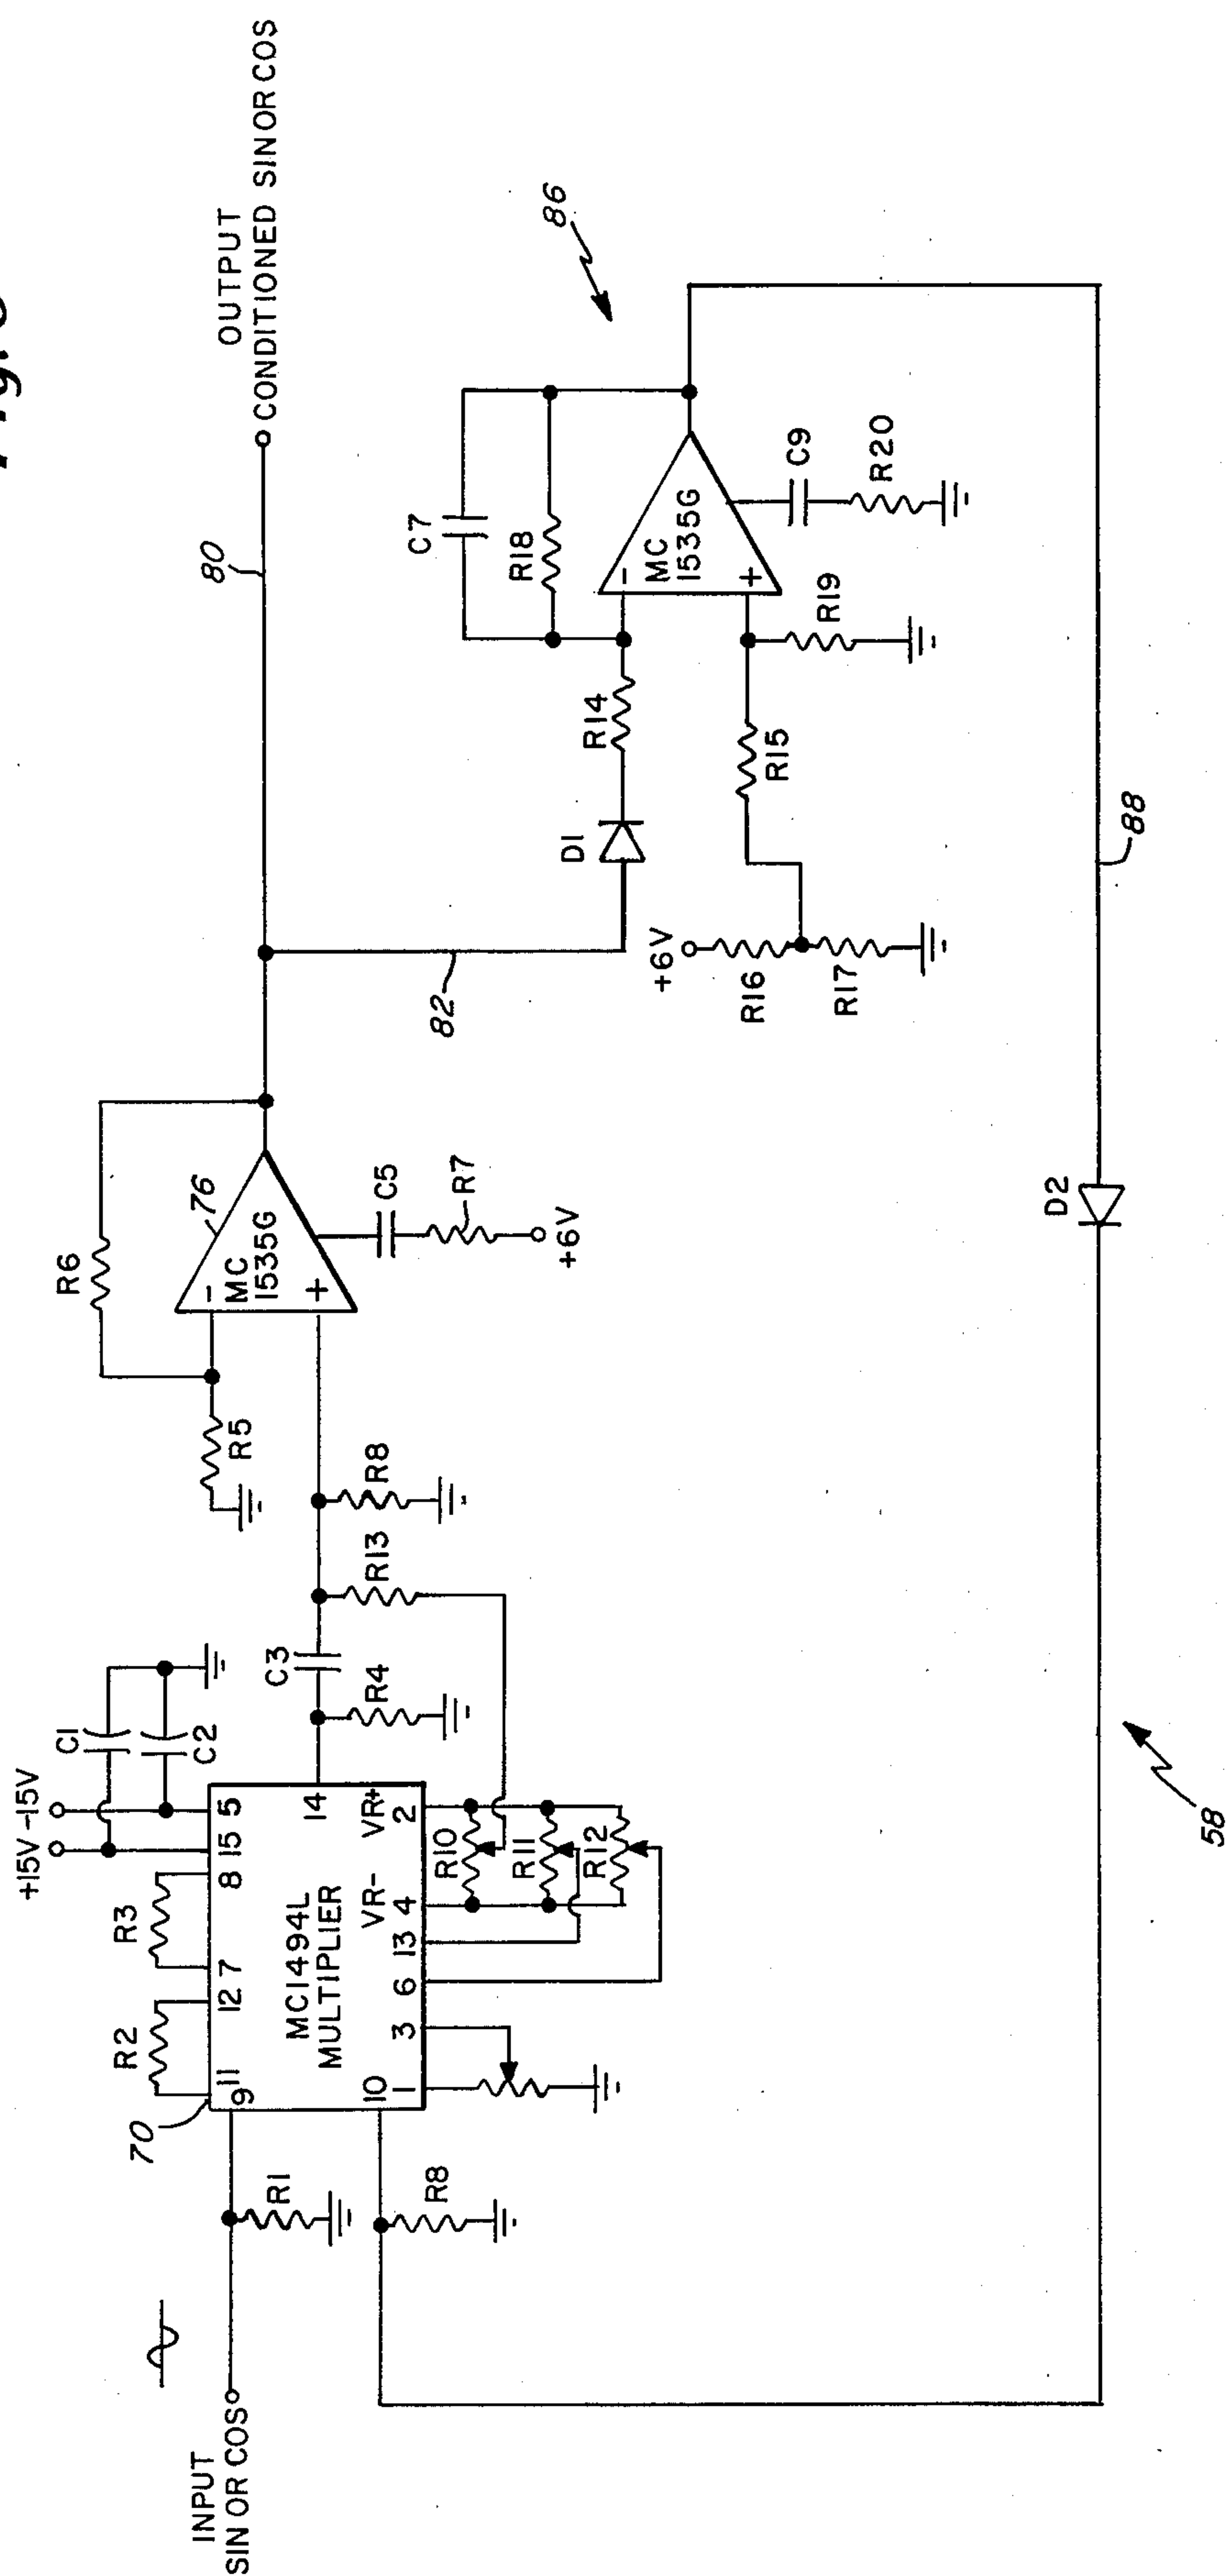 OUTPUT
CONDITIONED SIN OR COS
80
86
R6
76
MC
1535G
-
+
C5
R7
+6V
R5
82
C7
R18
MC
1535G
-
+
C9
R20
R14
D1
R19
R15
+6V
R16
R17
88
D2
+15V
-15V
C1
C2
C3
R4
R13
R8
R3
R2
70
11
12
7
8
15
5
9
14
MC1494L
MULTIPLIER
VR-
VR+
10
1
3
6
13
4
2
R10
R11
R12
INPUT
SIN OR COS
R1
R8
58